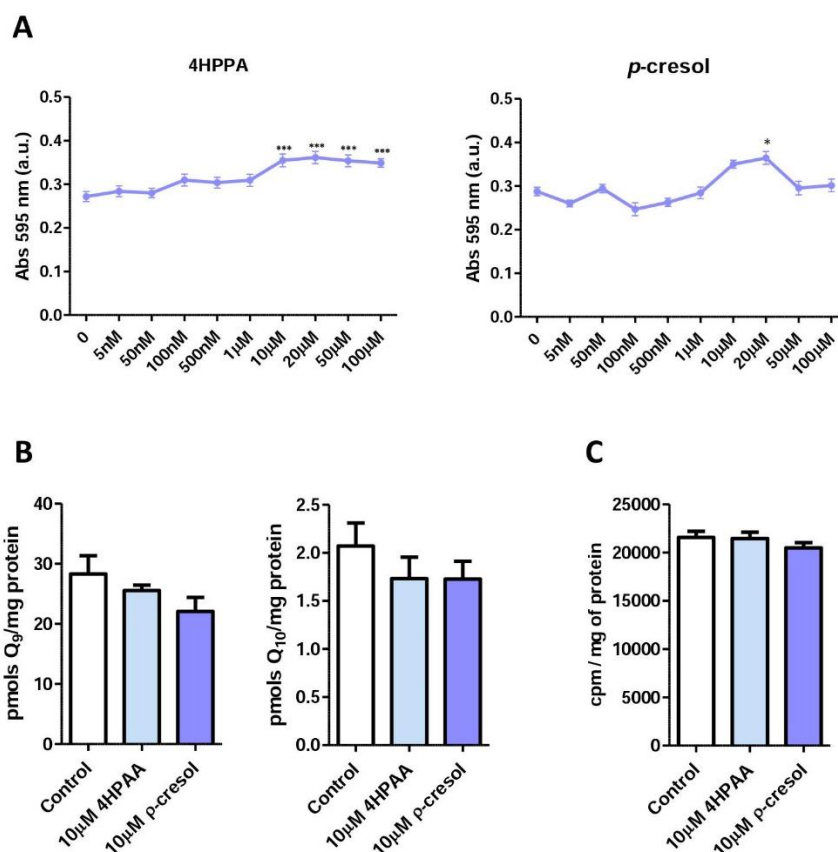 A
4HPPA
Abs 595 nm (a.u.)
0.5
0.4
0.3
0.2
0.1
0.0
***
***
***
***
0
5nM
50nM
100nM
500nM
1µM
10µM
20µM
50µM
100µM
p-cresol
Abs 595 nm (a.u.)
0.5
0.4
0.3
0.2
0.1
0.0
*
0
5nM
50nM
100nM
500nM
1µM
10µM
20µM
50µM
100µM
B
pmols Q₉/mg protein
40
30
20
10
0
Control
10µM 4HPAA
10µM ρ-cresol
pmols Q₁₀/mg protein
2.5
2.0
1.5
1.0
0.5
0.0
Control
10µM 4HPAA
10µM ρ-cresol
C
cpm / mg of protein
25000
20000
15000
10000
5000
0
Control
10µM 4HPAA
10µM ρ-cresol